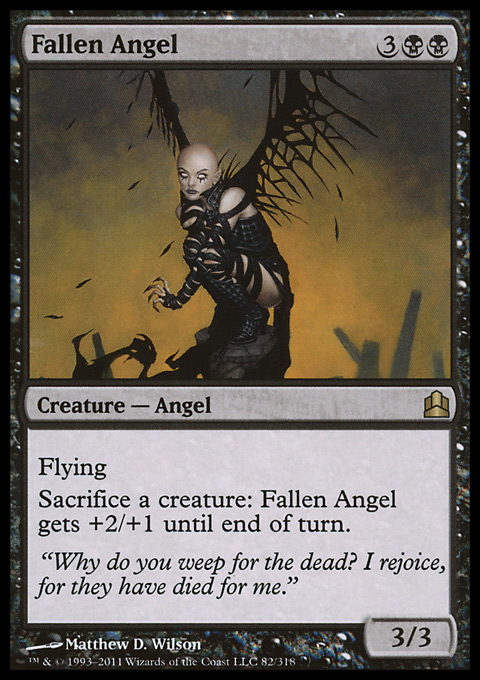 Fallen Angel 3
Creature — Angel
Flying
Sacrifice a creature: Fallen Angel
gets +2/+1 until end of turn.
“Why do you weep for the dead? I rejoice,
for they have died for me.”
Matthew D. Wilson
™ & © 1993–2011 Wizards of the Coast LLC 82/318
3/3